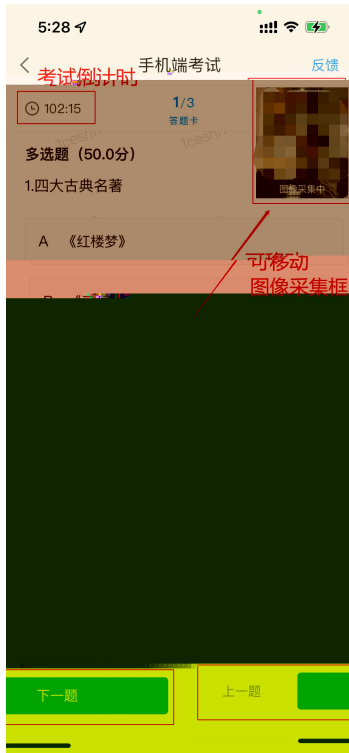 5:28
手机端考试
反馈
考试倒计时
102:15
1/3
答题卡
图像采集中
多选题（50.0分）
1.四大古典名著
A 《红楼梦》
可移动
图像采集框
下一题
上一题